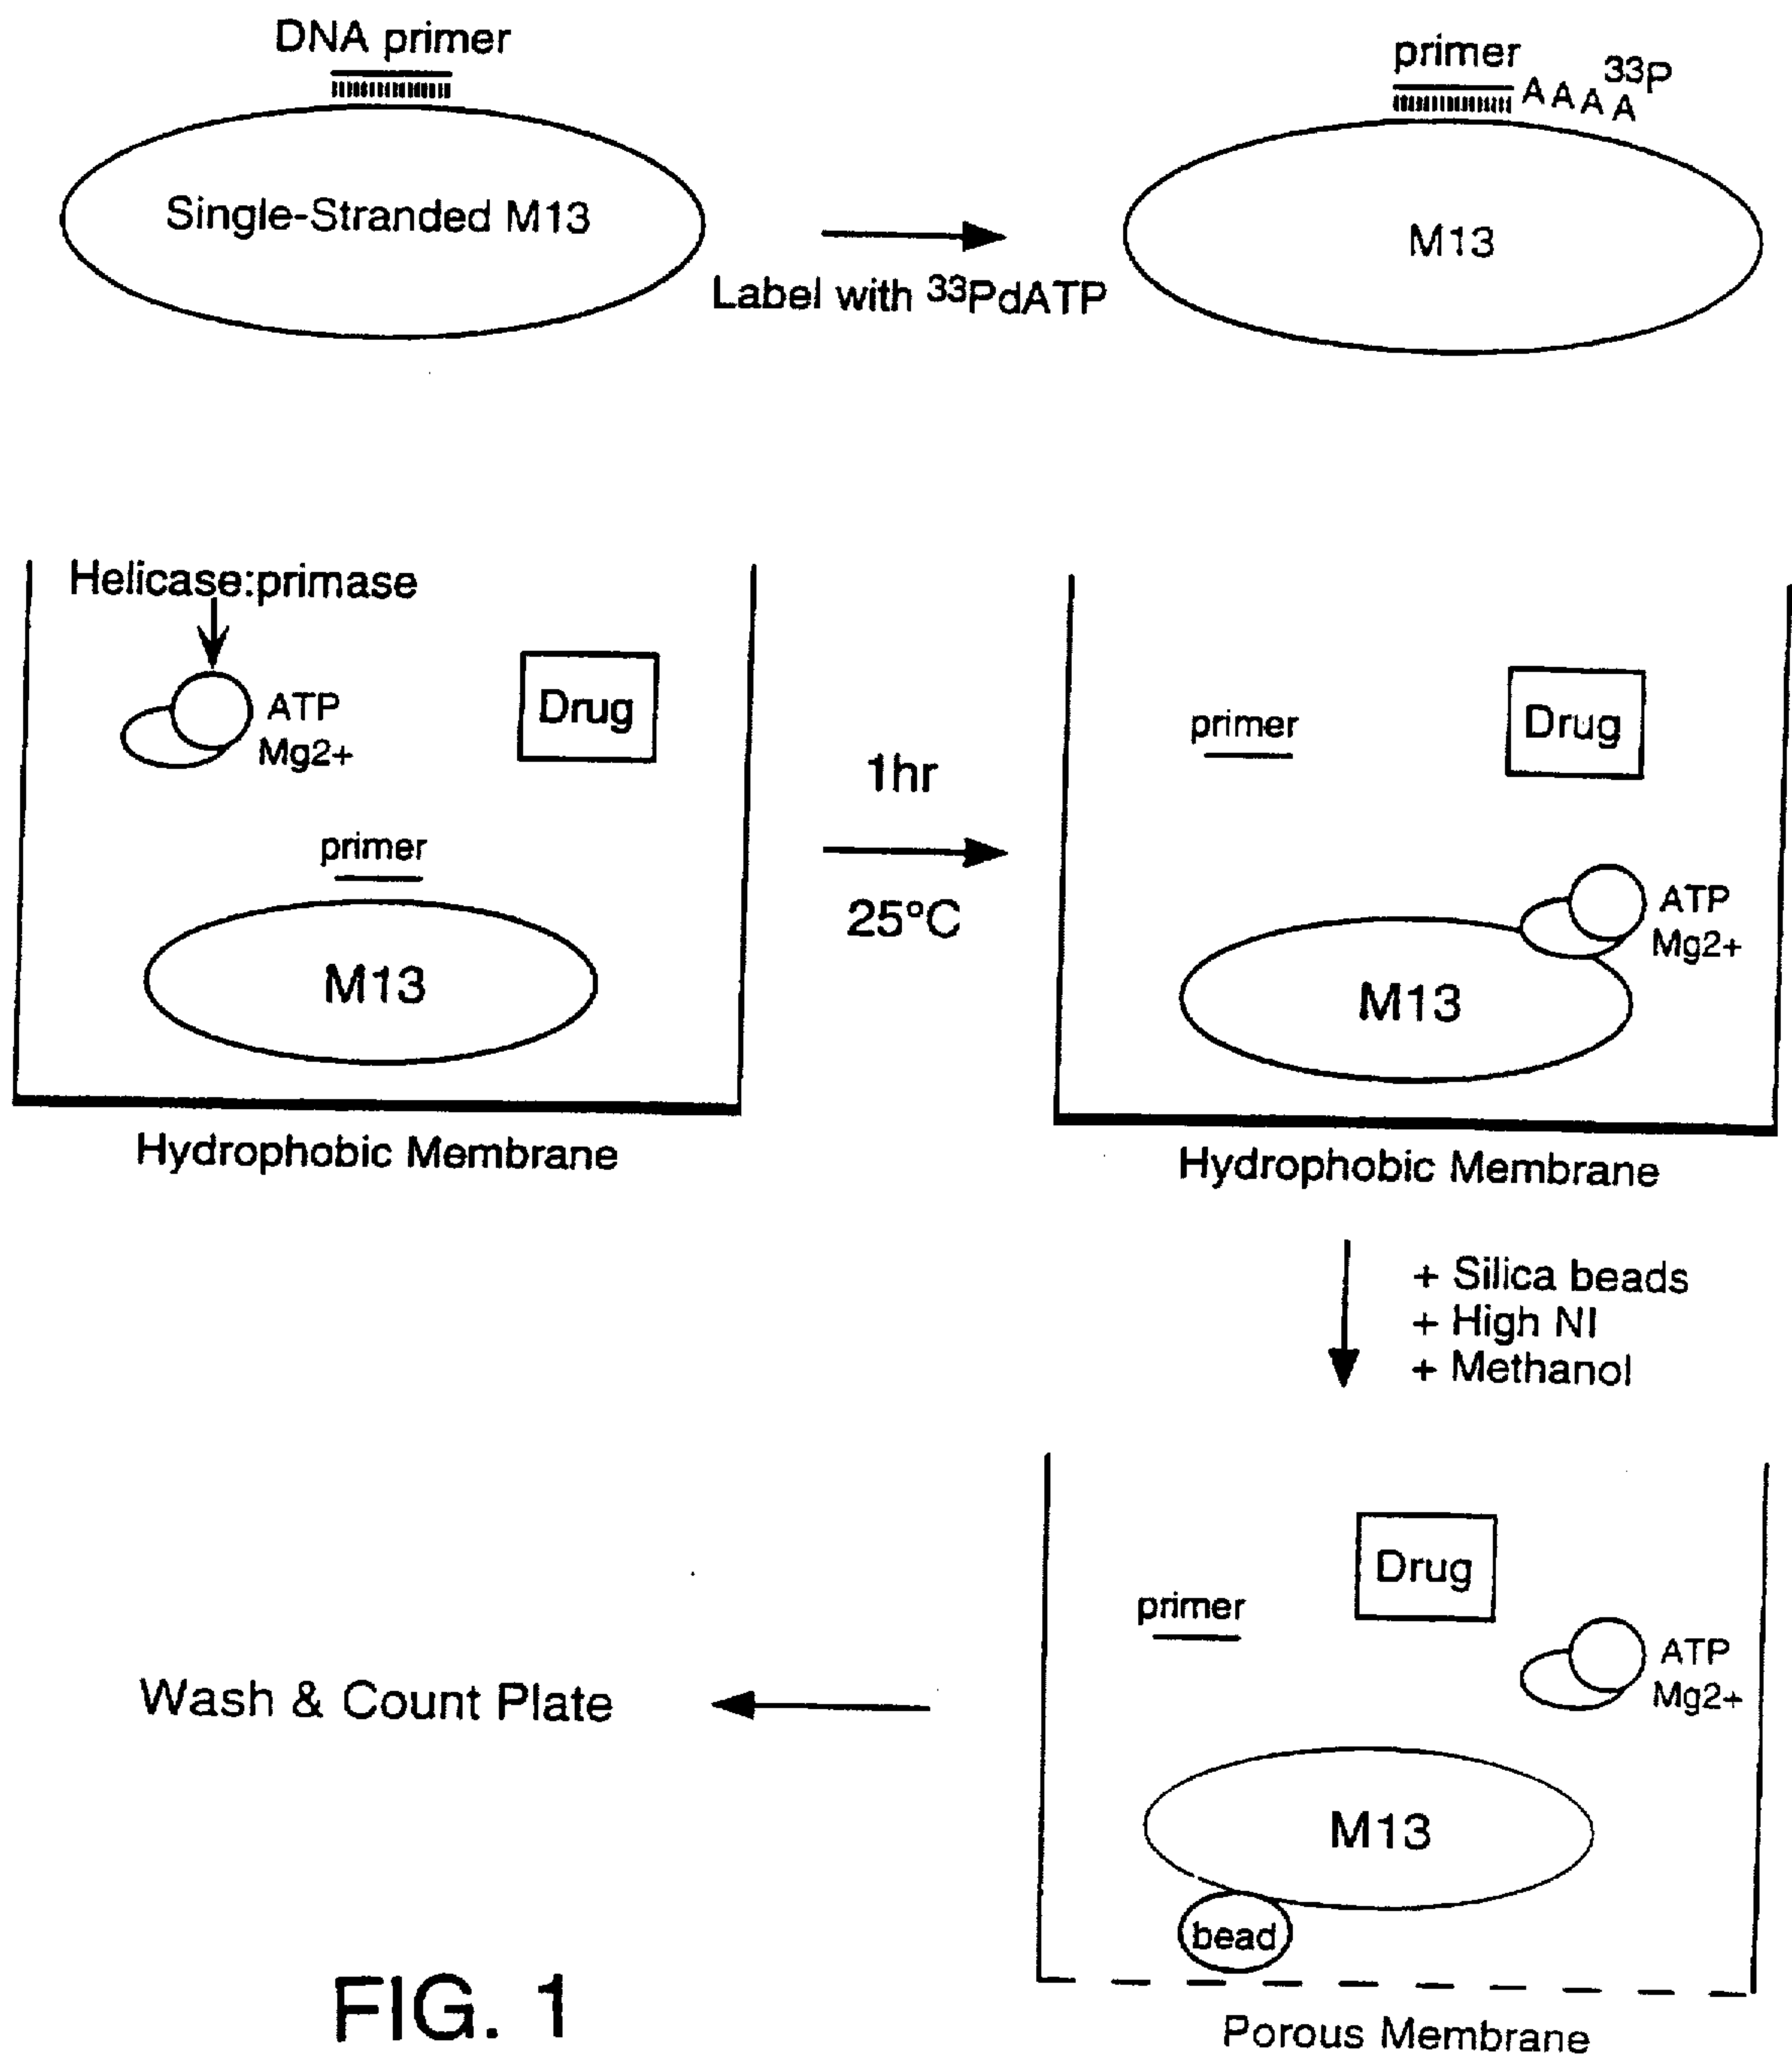 DNA primer
Single-Stranded M13
Label with ³³PdATP
primer
A A A A ³³P
M13
Helicase:primase
ATP
Mg2+
Drug
primer
M13
Hydrophobic Membrane
1hr
25°C
primer
Drug
ATP
Mg2+
M13
Hydrophobic Membrane
+ Silica beads
+ High NI
+ Methanol
Drug
primer
ATP
Mg2+
M13
bead
Porous Membrane
Wash & Count Plate
FIG. 1